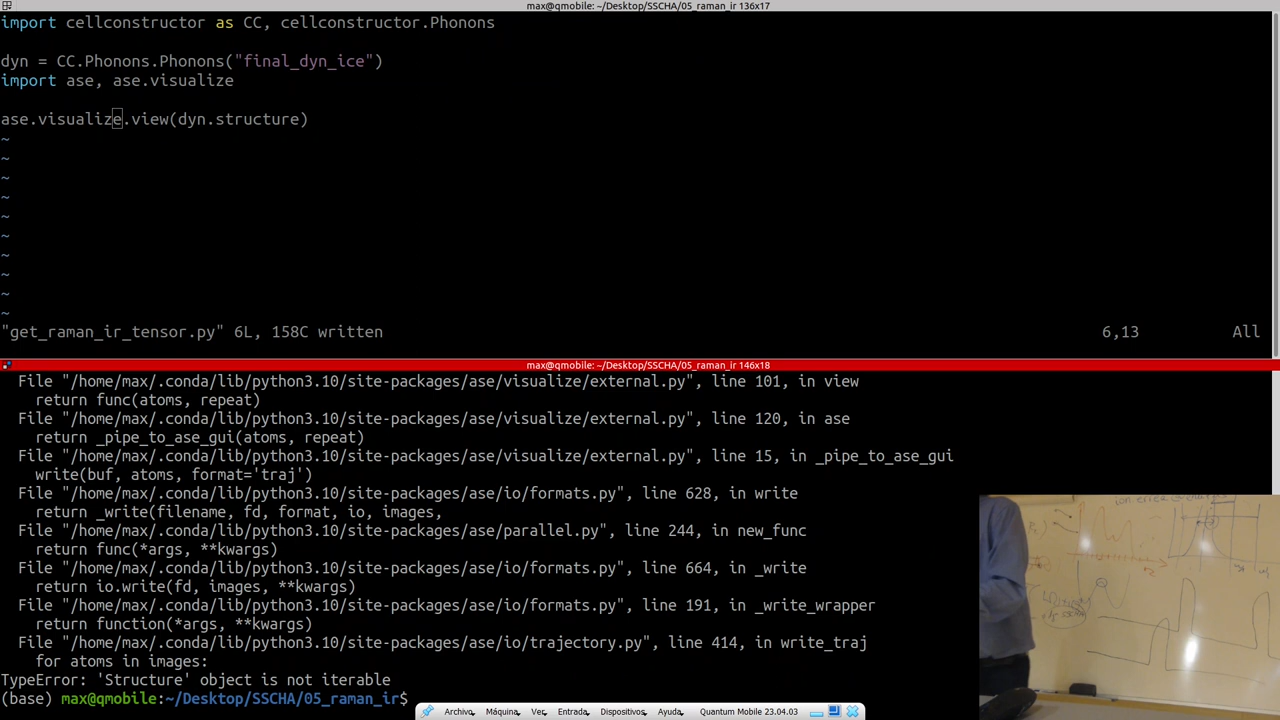 max@qmobile: ~/Desktop/SSCHA/05_raman_ir 136x17
import cellconstructor as CC, cellconstructor.Phonons
dyn = CC.Phonons.Phonons("final_dyn_ice")
import ase, ase.visualize
ase.visualize.view(dyn.structure)
~
~
~
~
~
~
~
~
~
~
"get_raman_ir_tensor.py" 6L, 158C written 6,13 All
max@qmobile:~/Desktop/SSCHA/05_raman_ir 146x18
File "/home/max/.conda/lib/python3.10/site-packages/ase/visualize/external.py", line 101, in view
return func(atoms, repeat)
File "/home/max/.conda/lib/python3.10/site-packages/ase/visualize/external.py", line 120, in ase
return _pipe_to_ase_gui(atoms, repeat)
File "/home/max/.conda/lib/python3.10/site-packages/ase/visualize/external.py", line 15, in _pipe_to_ase_gui
write(buf, atoms, format='traj')
File "/home/max/.conda/lib/python3.10/site-packages/ase/io/formats.py", line 628, in write
return _write(filename, fd, format, io, images,
File "/home/max/.conda/lib/python3.10/site-packages/ase/parallel.py", line 244, in new_func
return func(*args, **kwargs)
File "/home/max/.conda/lib/python3.10/site-packages/ase/io/formats.py", line 664, in _write
return io.write(fd, images, **kwargs)
File "/home/max/.conda/lib/python3.10/site-packages/ase/io/formats.py", line 191, in _write_wrapper
return function(*args, **kwargs)
File "/home/max/.conda/lib/python3.10/site-packages/ase/io/trajectory.py", line 414, in write_traj
for atoms in images:
TypeError: 'Structure' object is not iterable
(base) max@qmobile:~/Desktop/SSCHA/05_raman_ir$
Archivo Máquina Ver Entrada Dispositivos Ayuda Quantum Mobile 23.04.03